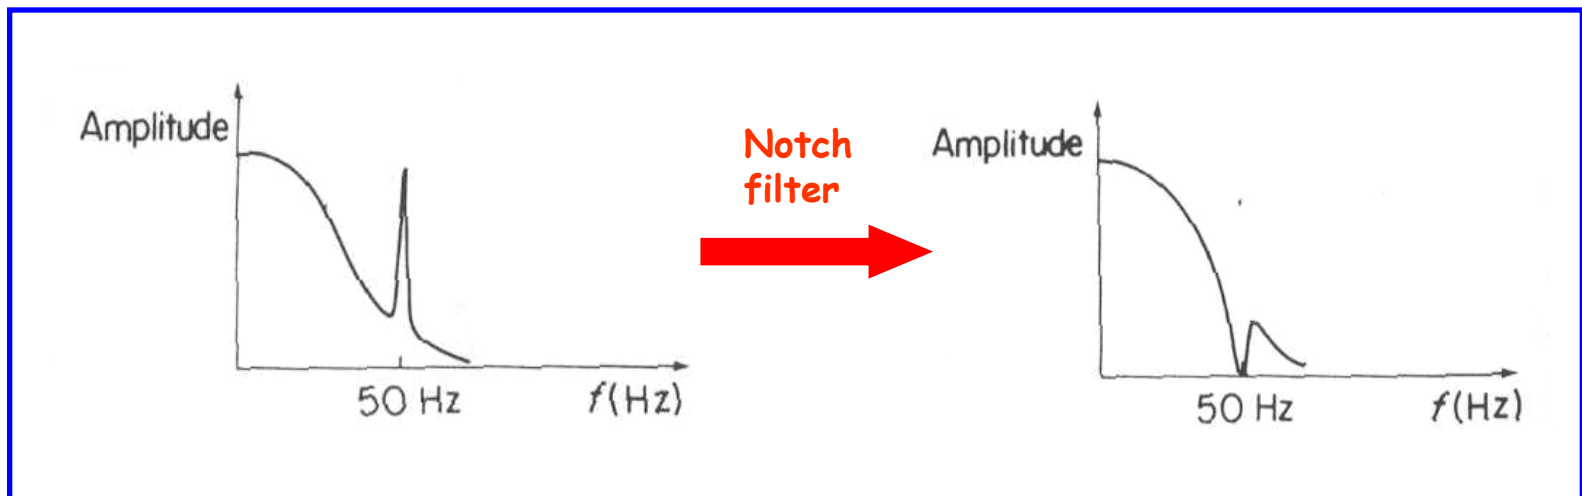 Amplitude
50 Hz
f(Hz)
Notch
filter
Amplitude
50 Hz
f(Hz)